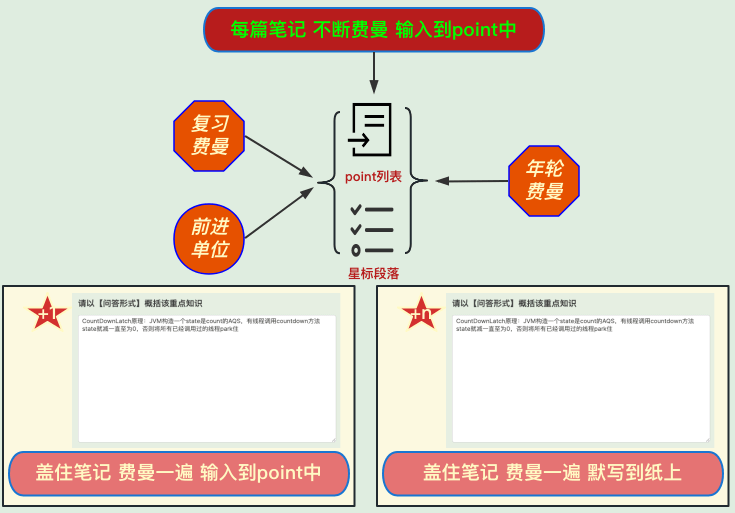 每篇笔记 不断费曼 输入到point中
复习
费曼
point列表
年轮
费曼
前进
单位
星标段落
+1
请以【问答形式】概括该重点知识
CountDownLatch原理：JVM构造一个state是count的AQS，有线程调用countdown方法
state就减一直至为0，否则将所有已经调用过的线程park住
盖住笔记 费曼一遍 输入到point中
+n
请以【问答形式】概括该重点知识
CountDownLatch原理：JVM构造一个state是count的AQS，有线程调用countdown方法
state就减一直至为0，否则将所有已经调用过的线程park住
盖住笔记 费曼一遍 默写到纸上